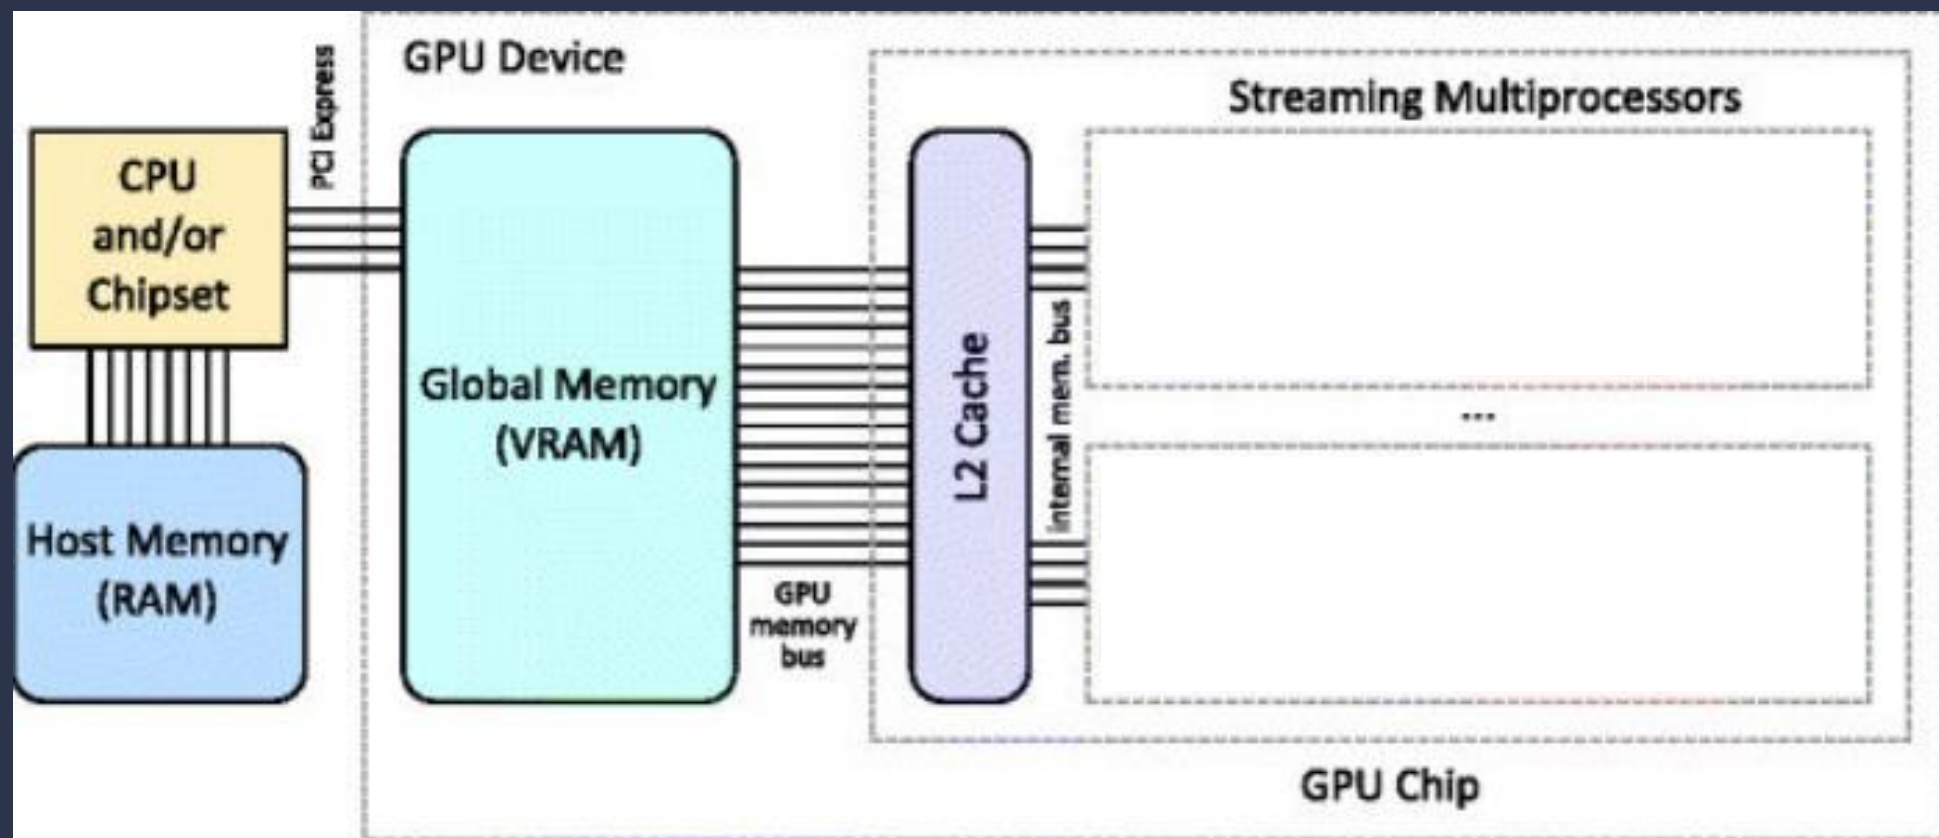 PCI Express
GPU Device
Streaming Multiprocessors
CPU
and/or
Chipset
Global Memory
(VRAM)
L2 Cache
internal mem. bus
...
Host Memory
(RAM)
GPU
memory
bus
GPU Chip